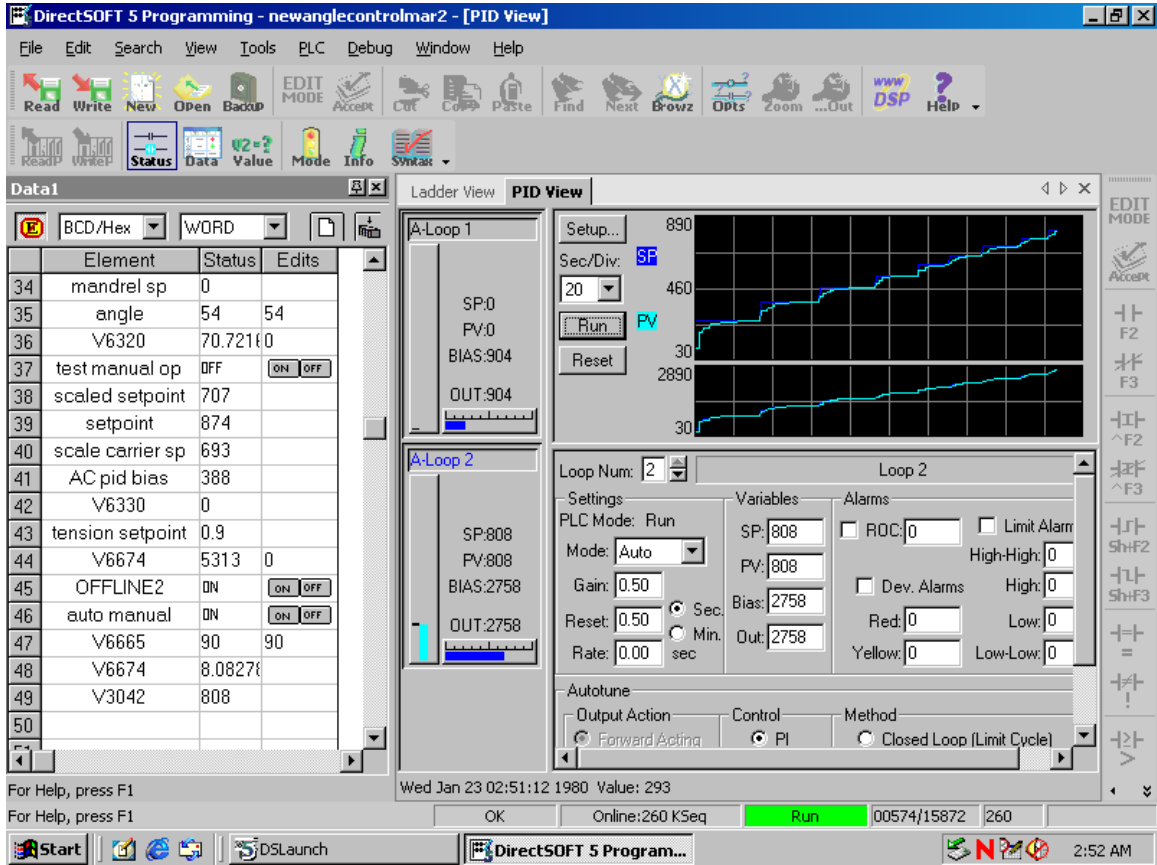 DirectSOFT 5 Programming - newanglecontrolmar2 - [PID View]
File Edit Search View Tools PLC Debug Window Help
Read Write New Open Backup EDIT MODE Accept Cut Copy Paste Find Next Browz Opts Zoom ...Out WWW DSP Help
ReadP WriteP Status Data V2=? Value Mode Info Syntax
Data1
E BCD/Hex WORD
Element Status Edits
34 mandrel sp 0
35 angle 54 54
36 V6320 70.7216 0
37 test manual op OFF ON OFF
38 scaled setpoint 707
39 setpoint 874
40 scale carrier sp 693
41 AC pid bias 388
42 V6330 0
43 tension setpoint 0.9
44 V6674 5313 0
45 OFFLINE2 ON ON OFF
46 auto manual ON ON OFF
47 V6665 90 90
48 V6674 8.0827
49 V3042 808
50
51
Ladder View PID View
A-Loop 1
SP:0
PV:0
BIAS:904
OUT:904
A-Loop 2
SP:808
PV:808
BIAS:2758
OUT:2758
Setup...
Sec/Div:
20
Run
Reset
SP
PV
890
460
30
2890
30
Loop Num: 2 Loop 2
Settings
PLC Mode: Run
Mode: Auto
Gain: 0.50
Reset: 0.50 Sec. Min.
Rate: 0.00 sec
Variables
SP: 808
PV: 808
Bias: 2758
Out: 2758
Alarms
ROC: 0 Limit Alarm
High-High: 0
Dev. Alarms High: 0
Red: 0 Low: 0
Yellow: 0 Low-Low: 0
Autotune
Output Action Control Method
Forward Acting PI Closed Loop (Limit Cycle)
EDIT MODE
Accept
F2
F3
^F2
^F3
Sh+F2
Sh+F3
=
!
>
For Help, press F1
Wed Jan 23 02:51:12 1980 Value: 293
For Help, press F1 OK Online:260 KSeq Run 00574/15872 260
Start DSLaunch DirectSOFT 5 Program... 2:52 AM